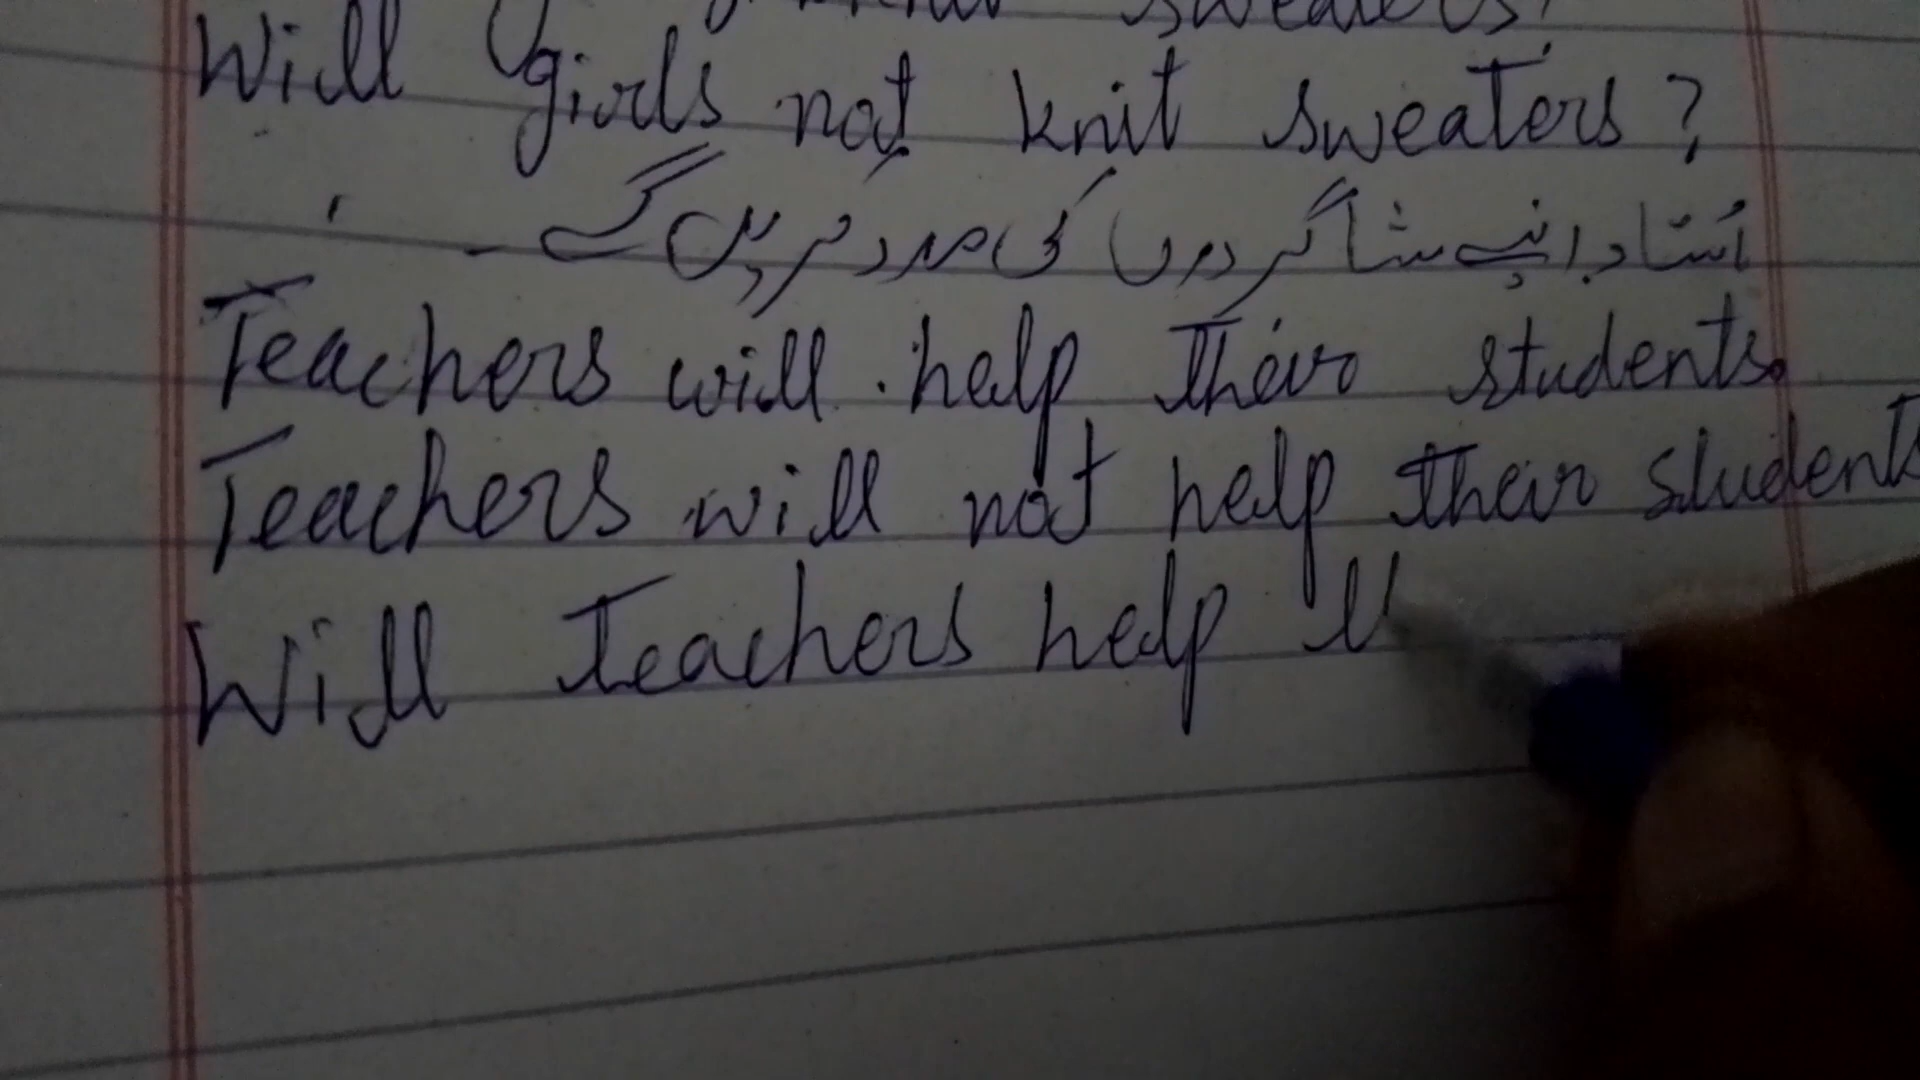 sweaters?
Will girls not knit sweaters?
استاد اپنے شاگردوں کی مدد کریں گے۔
Teachers will help their students.
Teachers will not help their students
Will teachers help